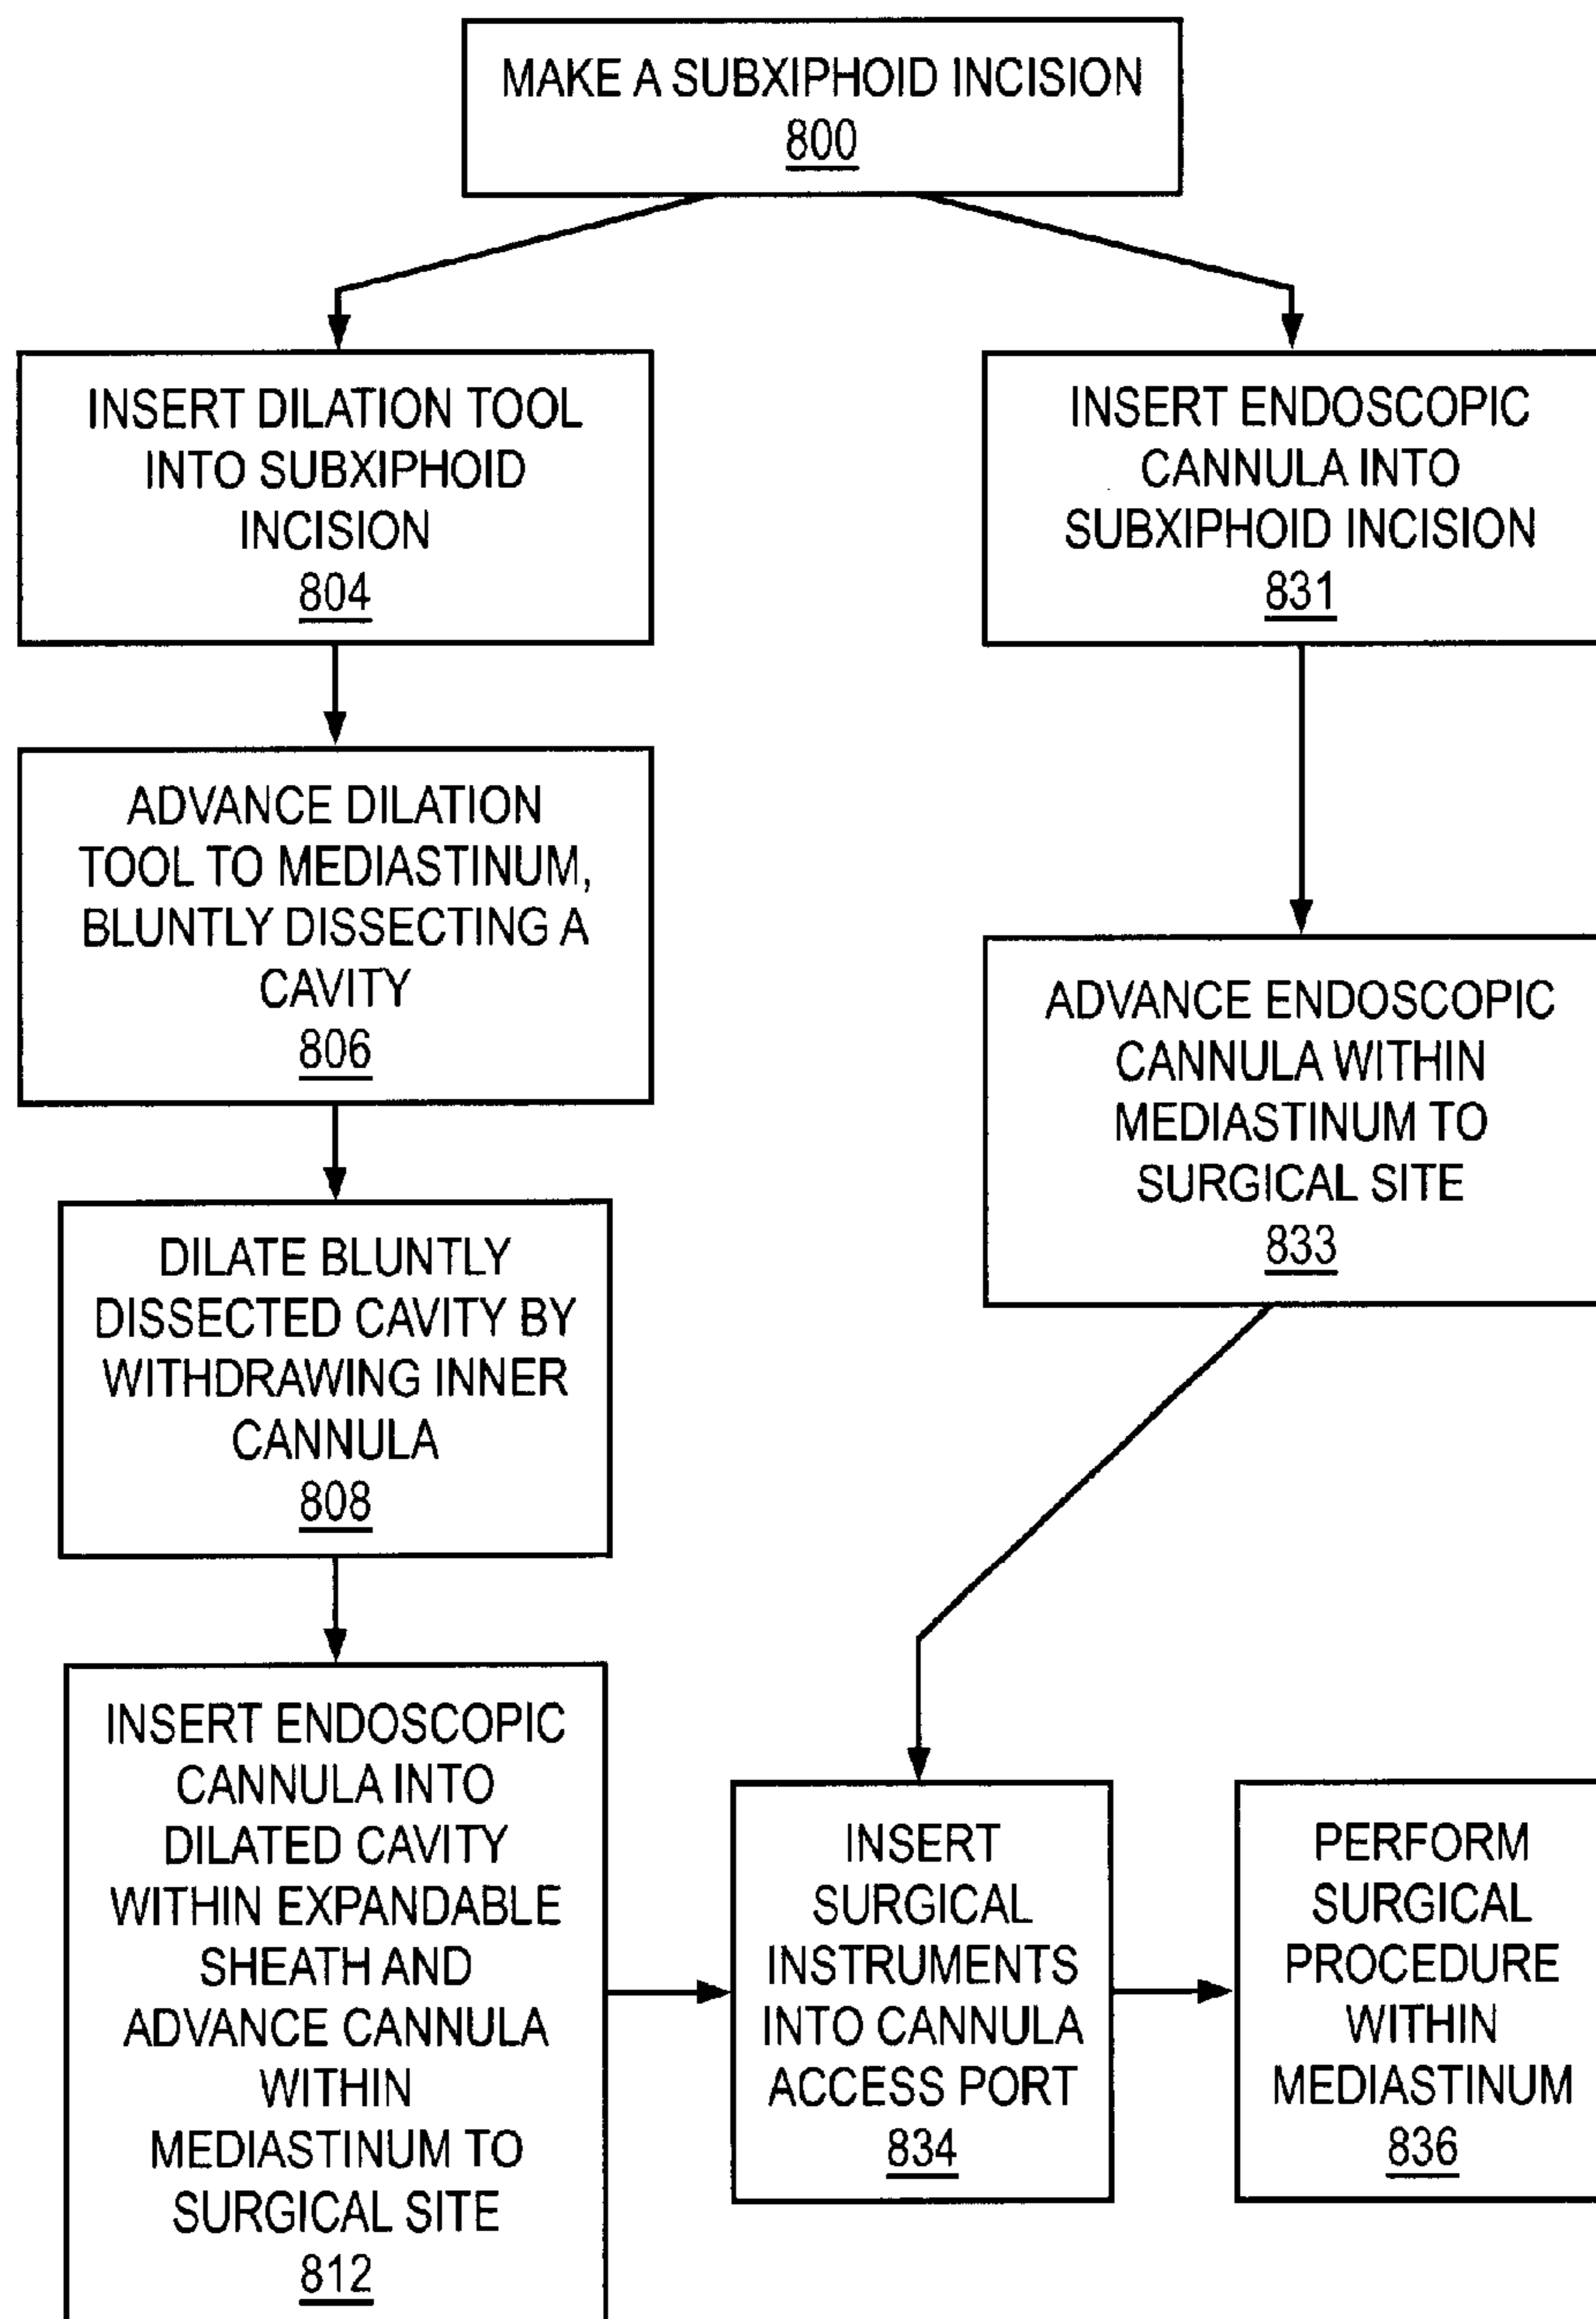 MAKE A SUBXIPHOID INCISION
800
INSERT DILATION TOOL
INTO SUBXIPHOID
INCISION
804
ADVANCE DILATION
TOOL TO MEDIASTINUM,
BLUNTLY DISSECTING A
CAVITY
806
DILATE BLUNTLY
DISSECTED CAVITY BY
WITHDRAWING INNER
CANNULA
808
INSERT ENDOSCOPIC
CANNULA INTO
DILATED CAVITY
WITHIN EXPANDABLE
SHEATH AND
ADVANCE CANNULA
WITHIN
MEDIASTINUM TO
SURGICAL SITE
812
INSERT ENDOSCOPIC
CANNULA INTO
SUBXIPHOID INCISION
831
ADVANCE ENDOSCOPIC
CANNULA WITHIN
MEDIASTINUM TO
SURGICAL SITE
833
INSERT
SURGICAL
INSTRUMENTS
INTO CANNULA
ACCESS PORT
834
PERFORM
SURGICAL
PROCEDURE
WITHIN
MEDIASTINUM
836